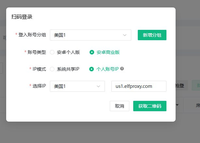 扫码登录
* 登入账号分组 美国1 新增分组
* 账号类型 安卓个人版 安卓商业版
* IP模式 系统共享IP 个人账号IP
* 选择IP 美国1 us1.elfproxy.com
取消 获取二维码